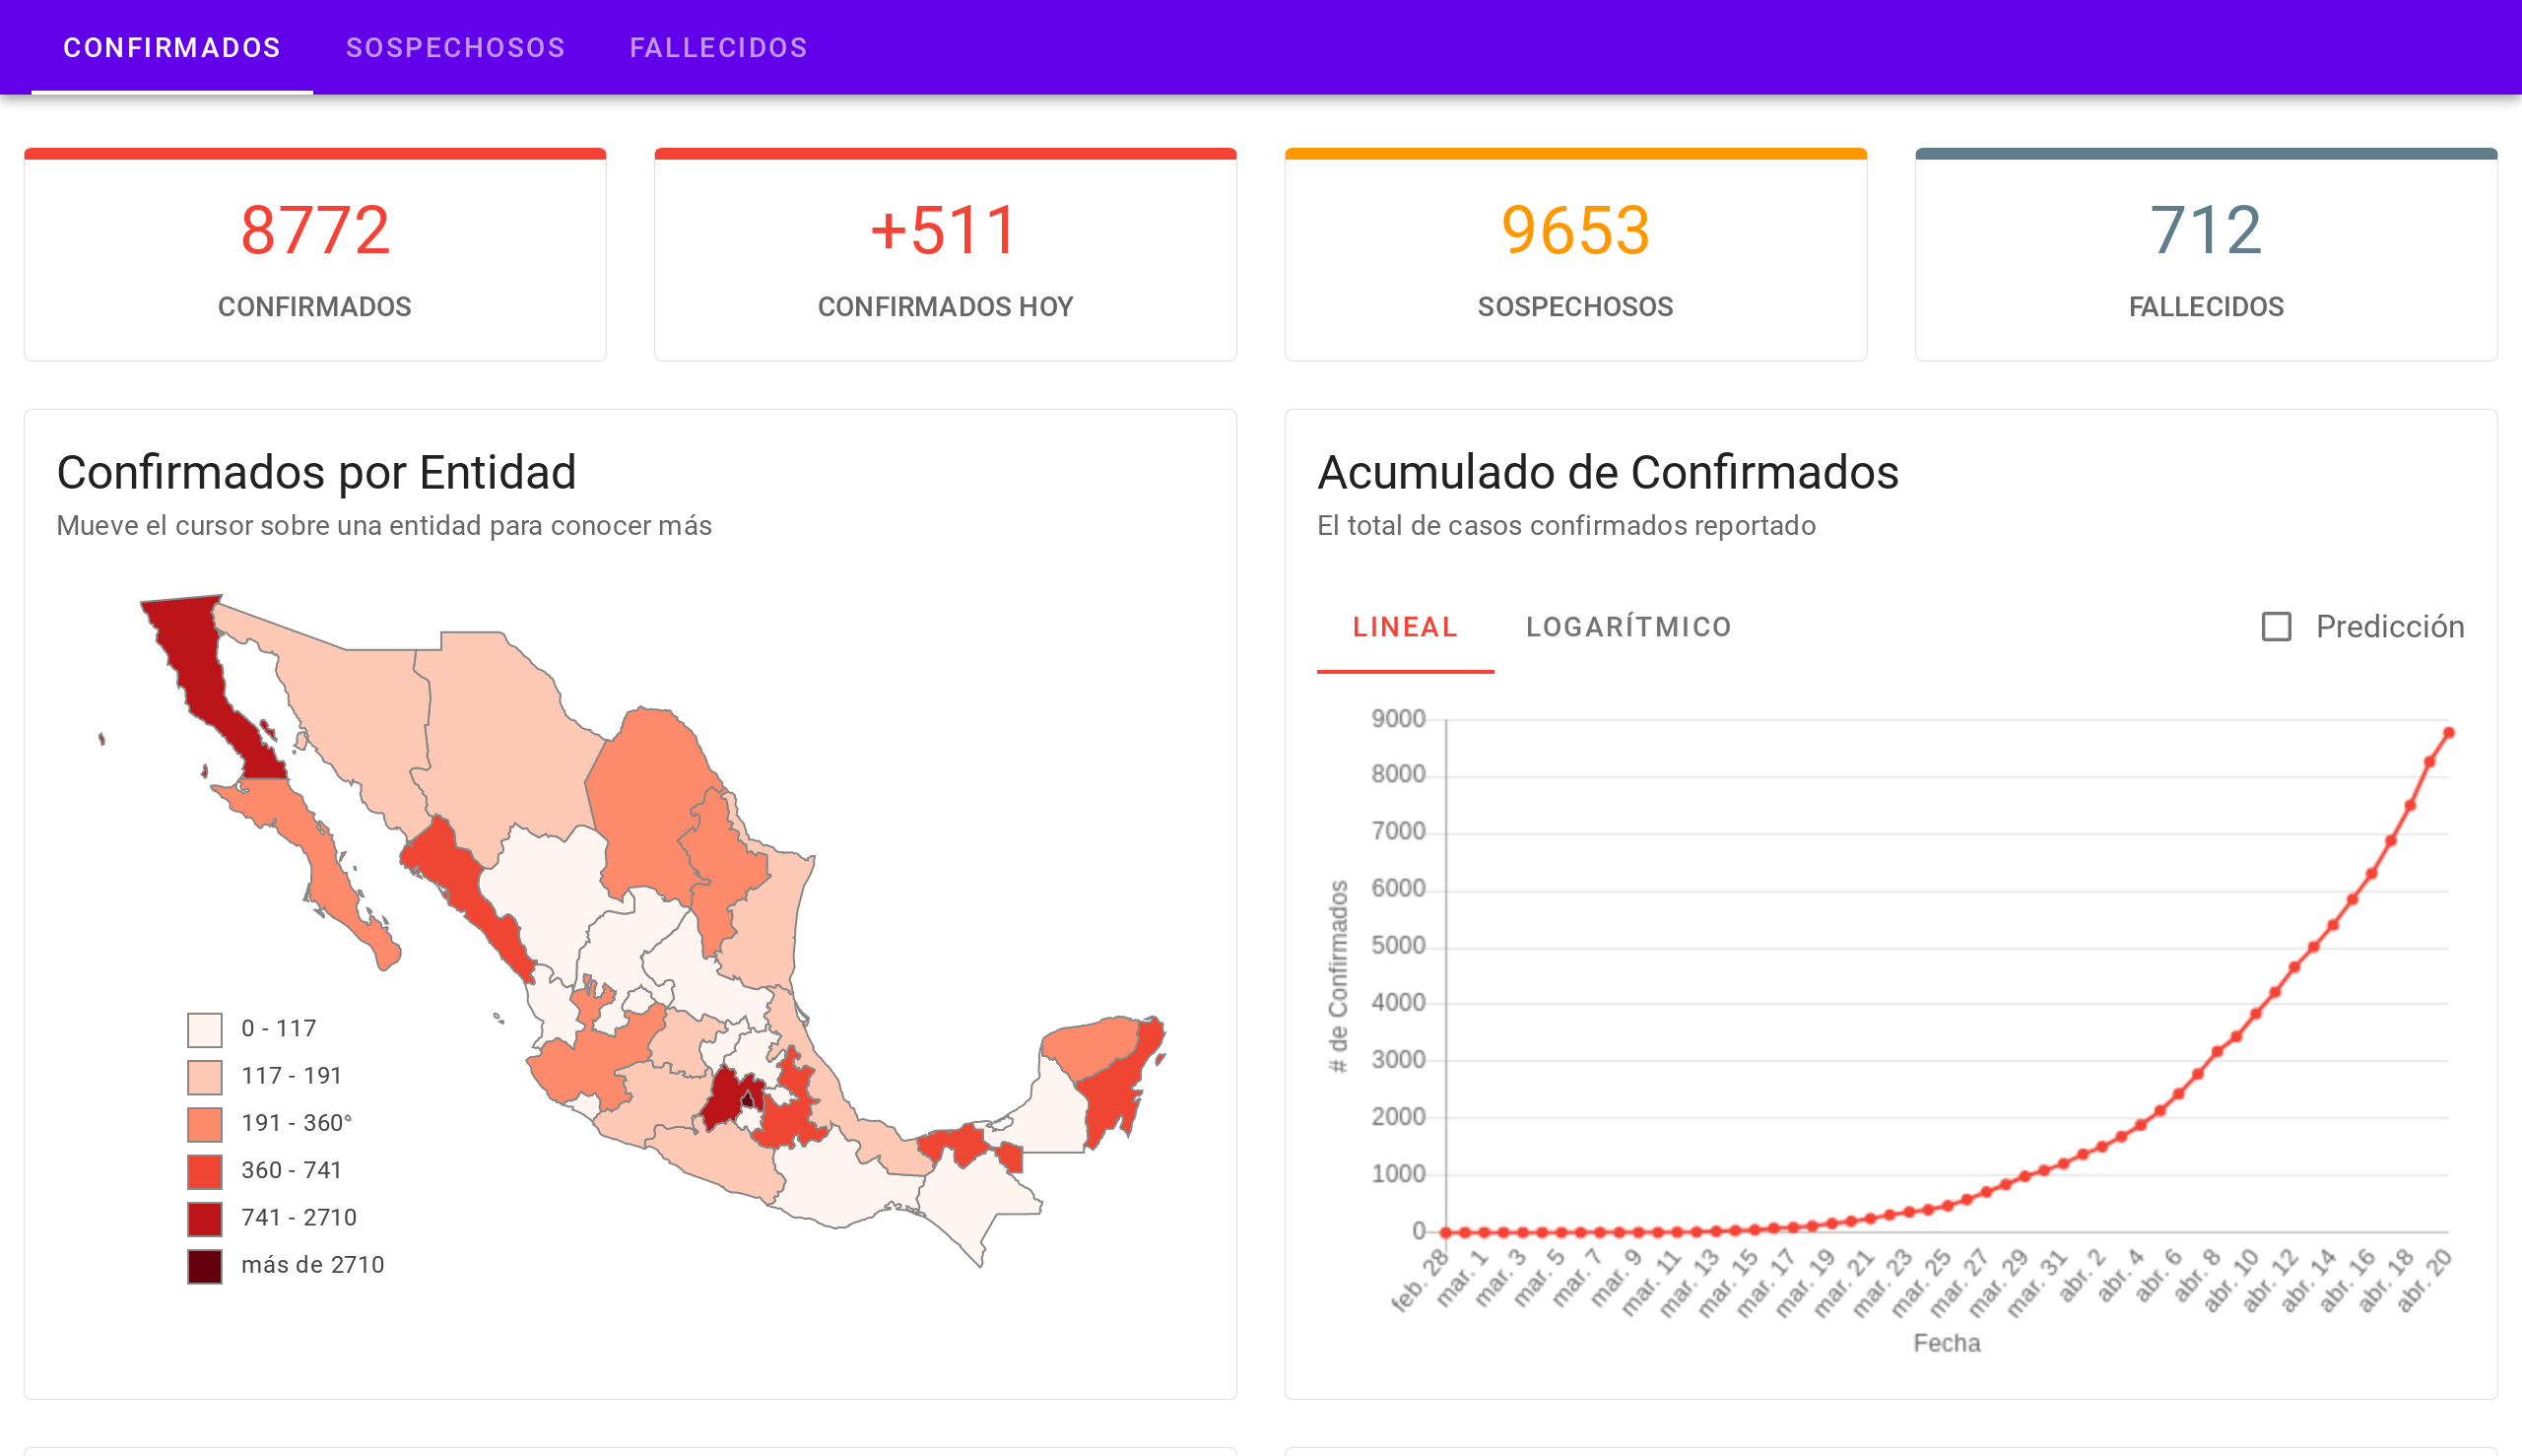 CONFIRMADOS SOSPECHOSOS FALLECIDOS
8772
CONFIRMADOS
+511
CONFIRMADOS HOY
9653
SOSPECHOSOS
712
FALLECIDOS
Confirmados por Entidad
Mueve el cursor sobre una entidad para conocer más
0 - 117
117 - 191
191 - 360
360 - 741
741 - 2710
más de 2710
Acumulado de Confirmados
El total de casos confirmados reportado
LINEAL LOGARÍTMICO Predicción
# de Confirmados
9000
8000
7000
6000
5000
4000
3000
2000
1000
0
feb. 28 mar. 1 mar. 3 mar. 5 mar. 7 mar. 9 mar. 11 mar. 13 mar. 15 mar. 17 mar. 19 mar. 21 mar. 23 mar. 25 mar. 27 mar. 29 mar. 31 abr. 2 abr. 4 abr. 6 abr. 8 abr. 10 abr. 12 abr. 14 abr. 16 abr. 18 abr. 20
Fecha